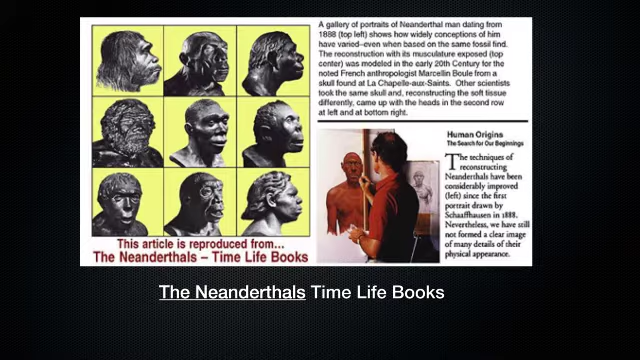 A gallery of portraits of Neanderthal man dating from
1888 (top left) shows how widely conceptions of him
have varied–even when based on the same fossil find.
The reconstruction with its musculature exposed (top
center) was modeled in the early 20th Century for the
noted French anthropologist Marcellin Boule from a
skull found at La Chapelle-aux-Saints. Other scientists
took the same skull and, reconstructing the soft tissue
differently, came up with the heads in the second row
at left and at bottom right.
Human Origins
The Search for Our Beginnings
The techniques of
reconstructing
Neanderthals have been
considerably improved
(left) since the first
portrait drawn by
Schaaffhausen in 1888.
Nevertheless, we have still
not formed a clear image
of many details of their
physical appearance.
This article is reproduced from...
The Neanderthals – Time Life Books
The Neanderthals Time Life Books